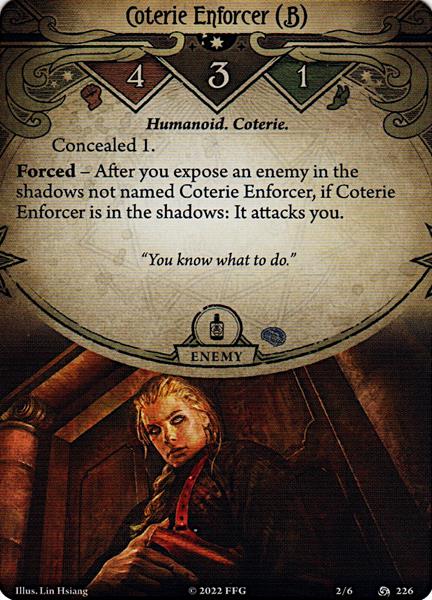 Coterie Enforcer (B)
4 3 1
Humanoid. Coterie.
Concealed 1.
Forced – After you expose an enemy in the
shadows not named Coterie Enforcer, if Coterie
Enforcer is in the shadows: It attacks you.
“You know what to do.”
ENEMY
Illus. Lin Hsiang © 2022 FFG 2/6 226